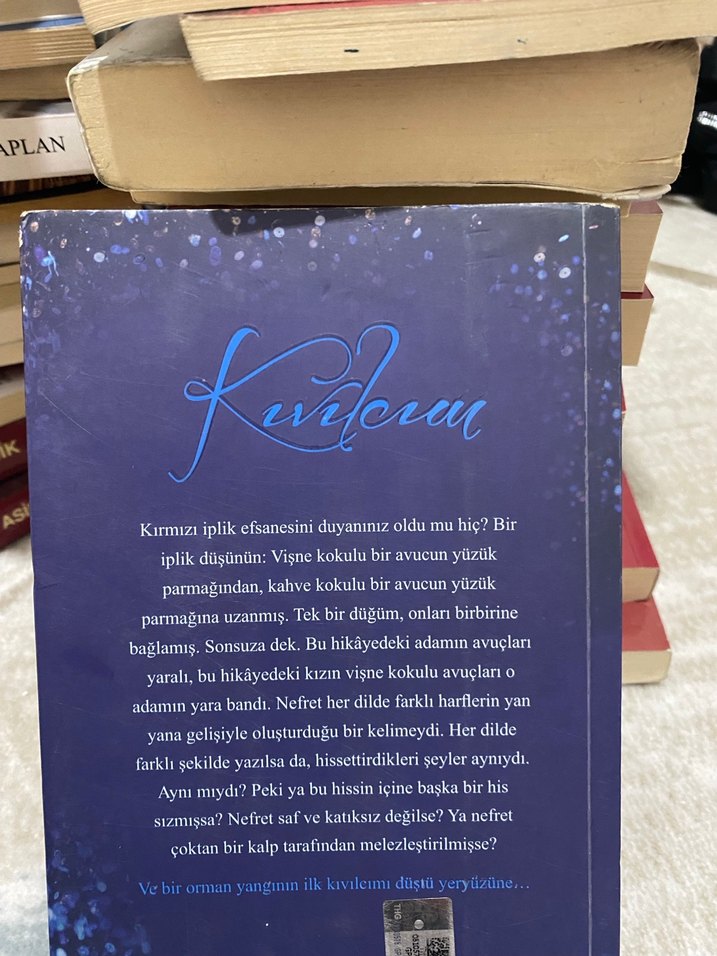 APLAN
Kıvılcım
Kırmızı iplik efsanesini duyanınız oldu mu hiç? Bir
iplik düşünün: Vişne kokulu bir avucun yüzük
parmağından, kahve kokulu bir avucun yüzük
parmağına uzanmış. Tek bir düğüm, onları birbirine
bağlamış. Sonsuza dek. Bu hikâyedeki adamın avuçları
yaralı, bu hikâyedeki kızın vişne kokulu avuçları o
adamın yara bandı. Nefret her dilde farklı harflerin yan
yana gelişiyle oluşturduğu bir kelimeydi. Her dilde
farklı şekilde yazılsa da, hissettirdikleri şeyler aynıydı.
Aynı mıydı? Peki ya bu hissin içine başka bir his
sızmışsa? Nefret saf ve katıksız değilse? Ya nefret
çoktan bir kalp tarafından melezleştirilmişse?
Ve bir orman yangının ilk kıvılcımı düştü yeryüzüne...
İK
ASİ
THG